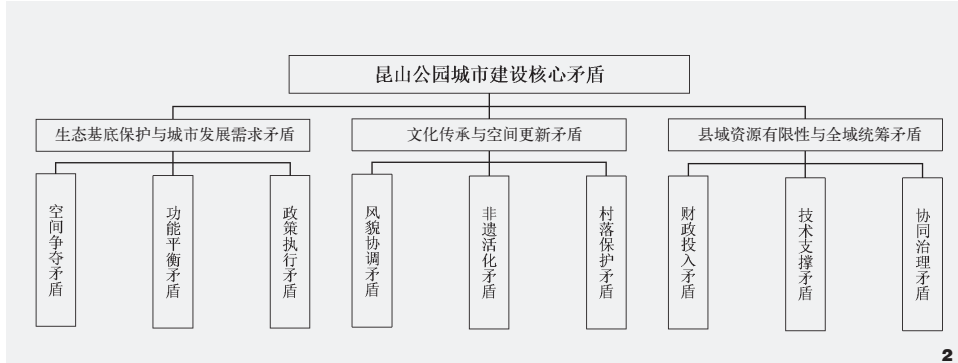 昆山公园城市建设核心矛盾
生态基底保护与城市发展需求矛盾
文化传承与空间更新矛盾
县域资源有限性与全域统筹矛盾
空间争夺矛盾
功能平衡矛盾
政策执行矛盾
风貌协调矛盾
非遗活化矛盾
村落保护矛盾
财政投入矛盾
技术支撑矛盾
协同治理矛盾
2